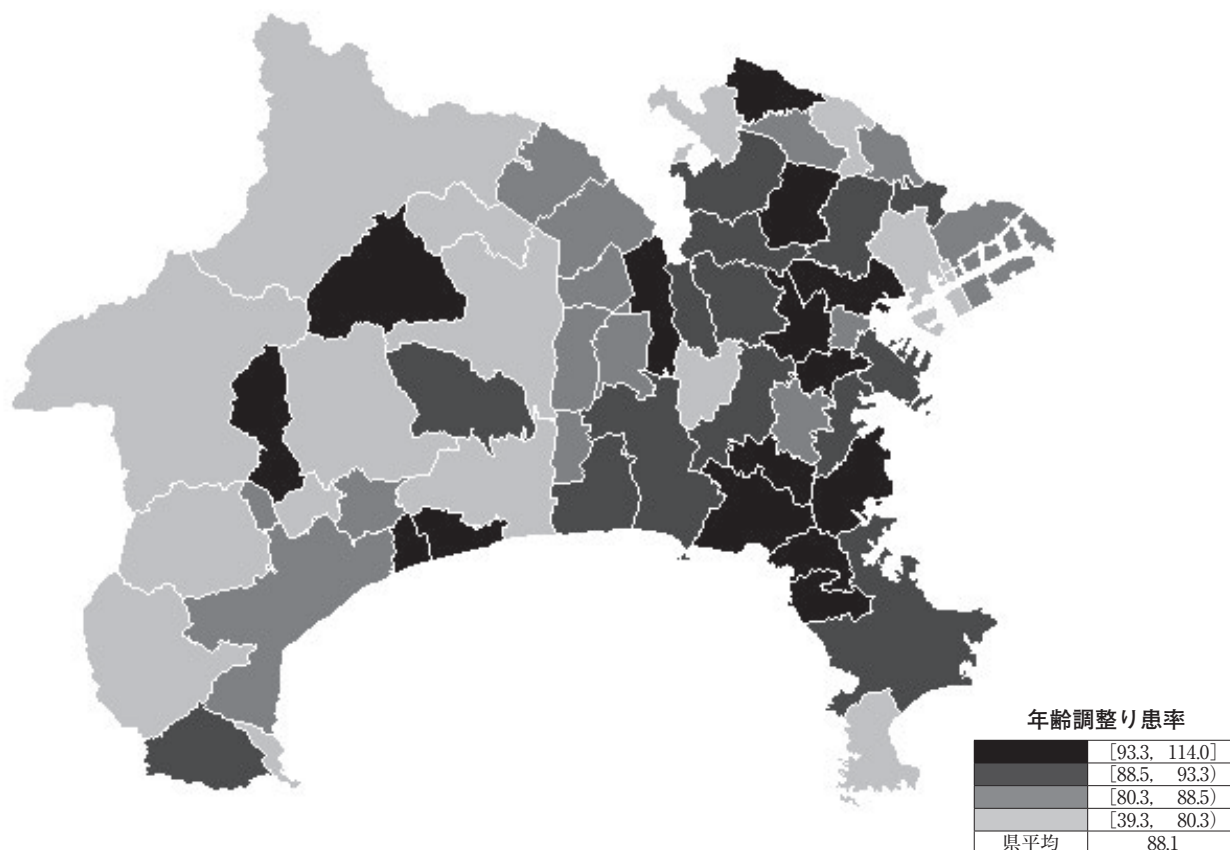 年齢調整り患率
[93.3, 114.0]
[88.5, 93.3)
[80.3, 88.5)
[39.3, 80.3)
県平均 88.1